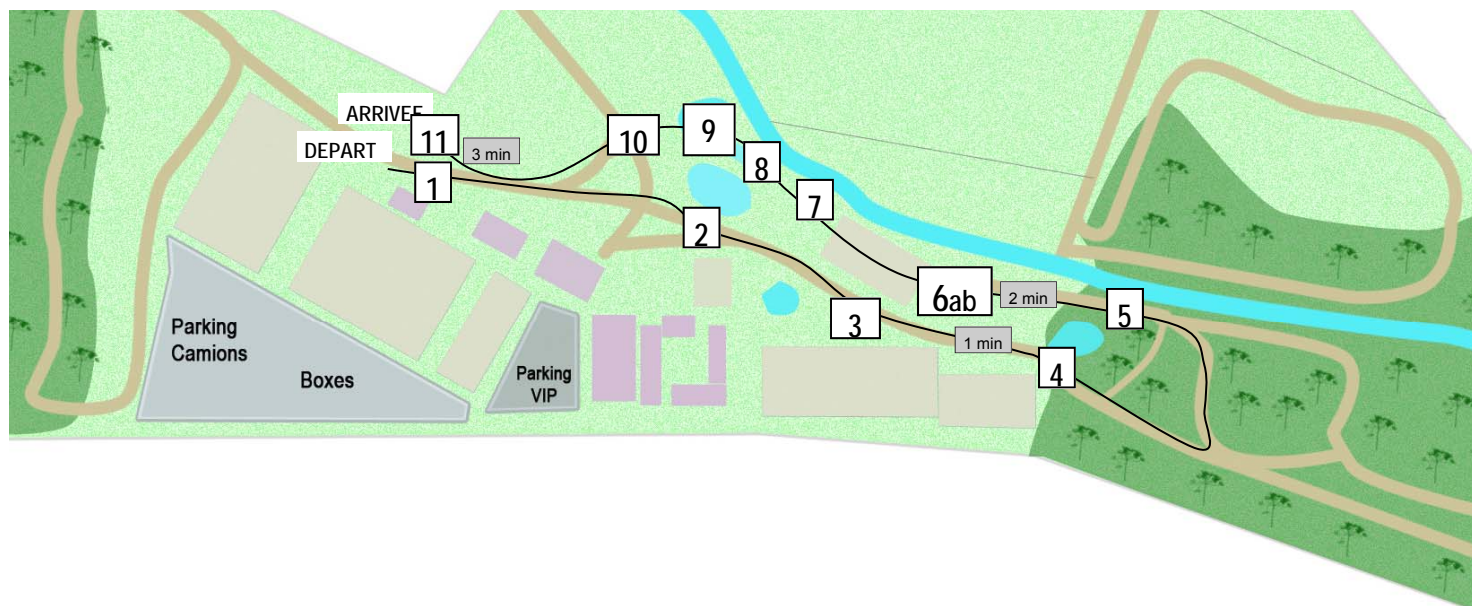 ARRIVEE
DEPART
11
3 min
10
9
8
1
7
2
6ab
2 min
5
3
1 min
4
Parking
Camions
Boxes
Parking
VIP